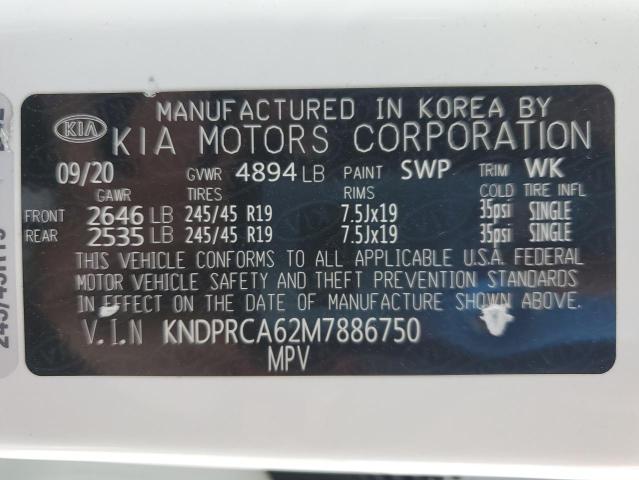 MANUFACTURED IN KOREA BY
KIA KIA MOTORS CORPORATION
09/20 GVWR 4894 LB PAINT SWP TRIM WK
GAWR TIRES RIMS COLD TIRE INFL
FRONT 2646 LB 245/45 R19 7.5Jx19 35psi SINGLE
REAR 2535 LB 245/45 R19 7.5Jx19 35psi SINGLE
THIS VEHICLE CONFORMS TO ALL APPLICABLE U.S.A. FEDERAL
MOTOR VEHICLE SAFETY AND THEFT PREVENTION STANDARDS
IN EFFECT ON THE DATE OF MANUFACTURE SHOWN ABOVE.
V.I.N KNDPRCA62M7886750
MPV
245/45R19